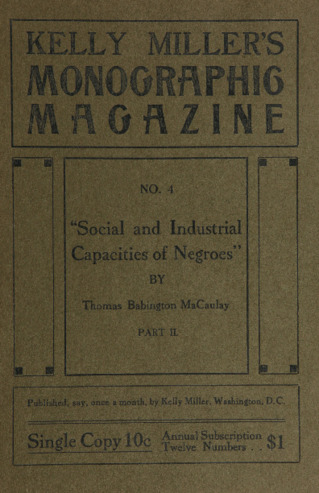 KELLY MILLER'S
MONOGRAPHIC
MAGAZINE
NO. 4
"Social and Industrial
Capacities of Negroes"
BY
Thomas Babington MaCaulay
PART II.
Published, say, once a month, by Kelly Miller, Washington, D.C.
Single Copy 10c Annual Subscription
Twelve Numbers . . $1